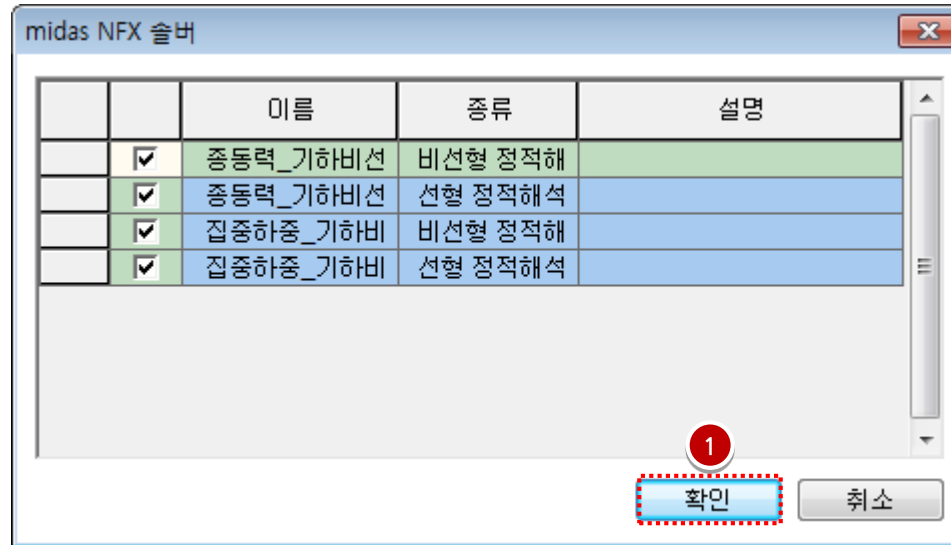 midas NFX 솔버
이름 종류 설명
종동력_기하비선 비선형 정적해
종동력_기하비선 선형 정적해석
집중하중_기하비 비선형 정적해
집중하중_기하비 선형 정적해석
1
확인 취소